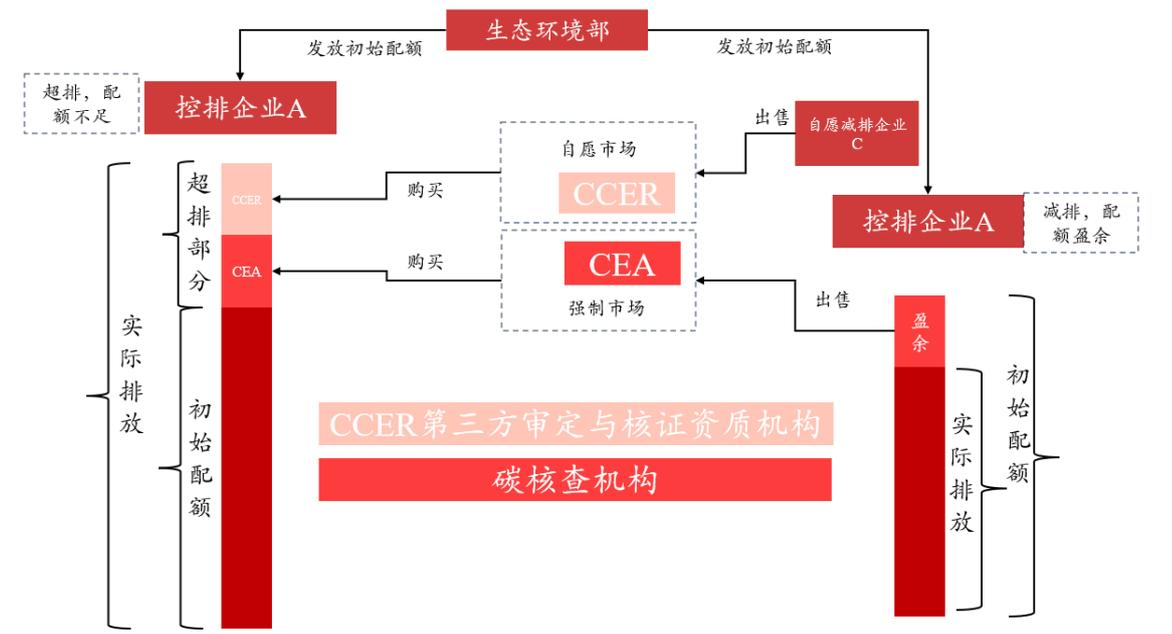 生态环境部
发放初始配额
发放初始配额
超排，配
额不足
控排企业A
自愿减排企业
C
出售
自愿市场
CCER
购买
超排部分
CCER
CEA
购买
CEA
强制市场
控排企业A
减排，配
额盈余
出售
盈余
实际排放
初始配额
初始配额
实际排放
CCER第三方审定与核证资质机构
碳核查机构